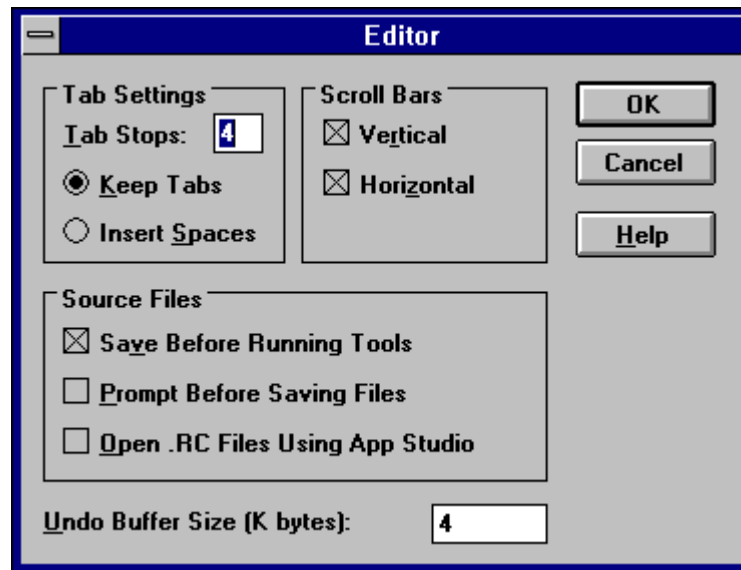 Editor
Tab Settings
Tab Stops: 4
Keep Tabs
Insert Spaces
Scroll Bars
Vertical
Horizontal
OK
Cancel
Help
Source Files
Save Before Running Tools
Prompt Before Saving Files
Open .RC Files Using App Studio
Undo Buffer Size (K bytes): 4